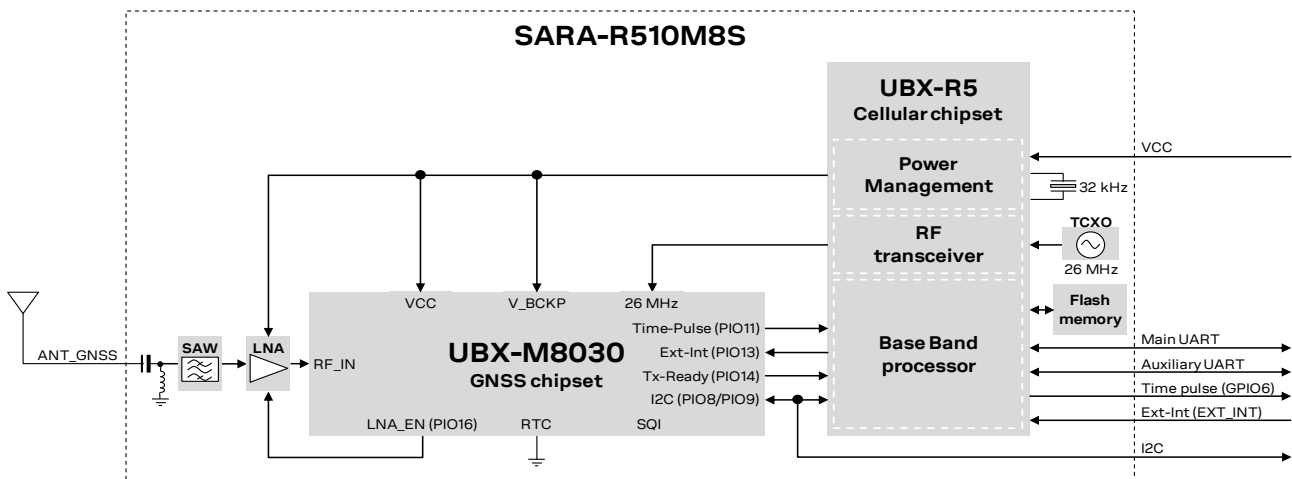 SARA-R510M8S
UBX-R5
Cellular chipset
VCC
Power
Management
32 kHz
TCXO
RF
transceiver
26 MHz
VCC
V_BCKP
26 MHz
Flash
memory
Time-Pulse (PIO11)
ANT_GNSS
SAW
LNA
RF_IN
UBX-M8030
GNSS chipset
Ext-Int (PIO13)
Tx-Ready (PIO14)
I2C (PIO8/PIO9)
Base Band
processor
Main UART
Auxiliary UART
Time pulse (GPIO6)
Ext-Int (EXT_INT)
LNA_EN (PIO16)
RTC
SQI
I2C